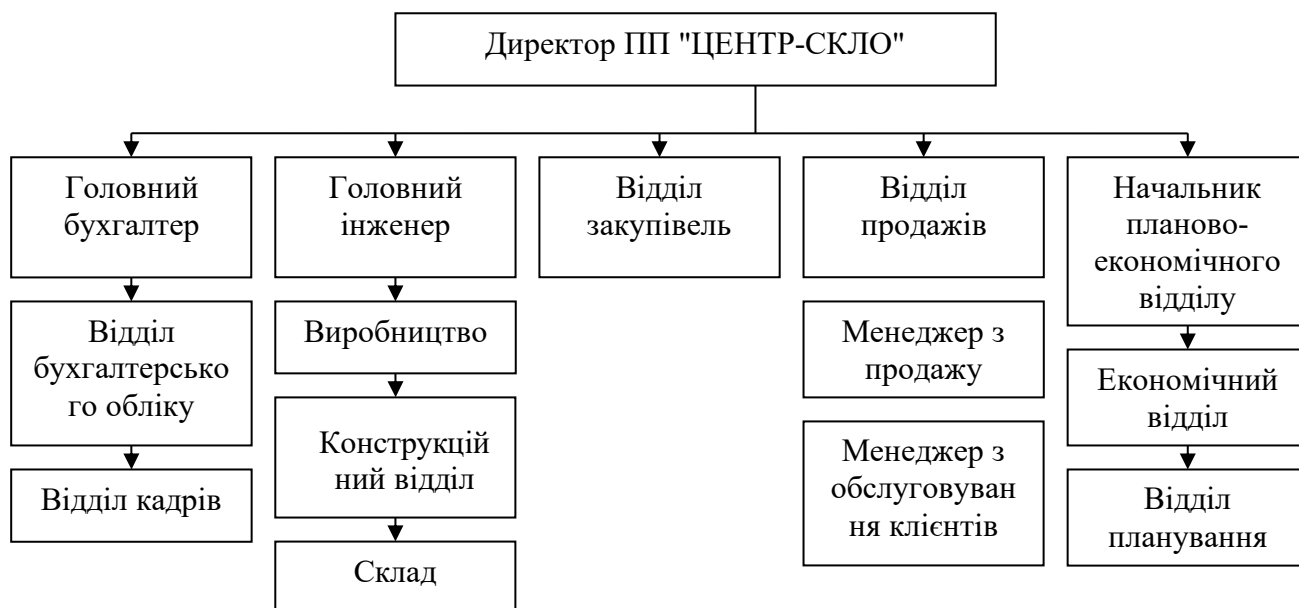 Директор ПП "ЦЕНТР-СКЛО"
Головний
бухгалтер
Головний
інженер
Відділ
закупівель
Відділ
продажів
Начальник
планово-
економічного
відділу
Відділ
бухгалтерсько
го обліку
Виробництво
Менеджер з
продажу
Економічний
відділ
Відділ кадрів
Конструкцій
ний відділ
Менеджер з
обслуговуван
ня клієнтів
Відділ
планування
Склад